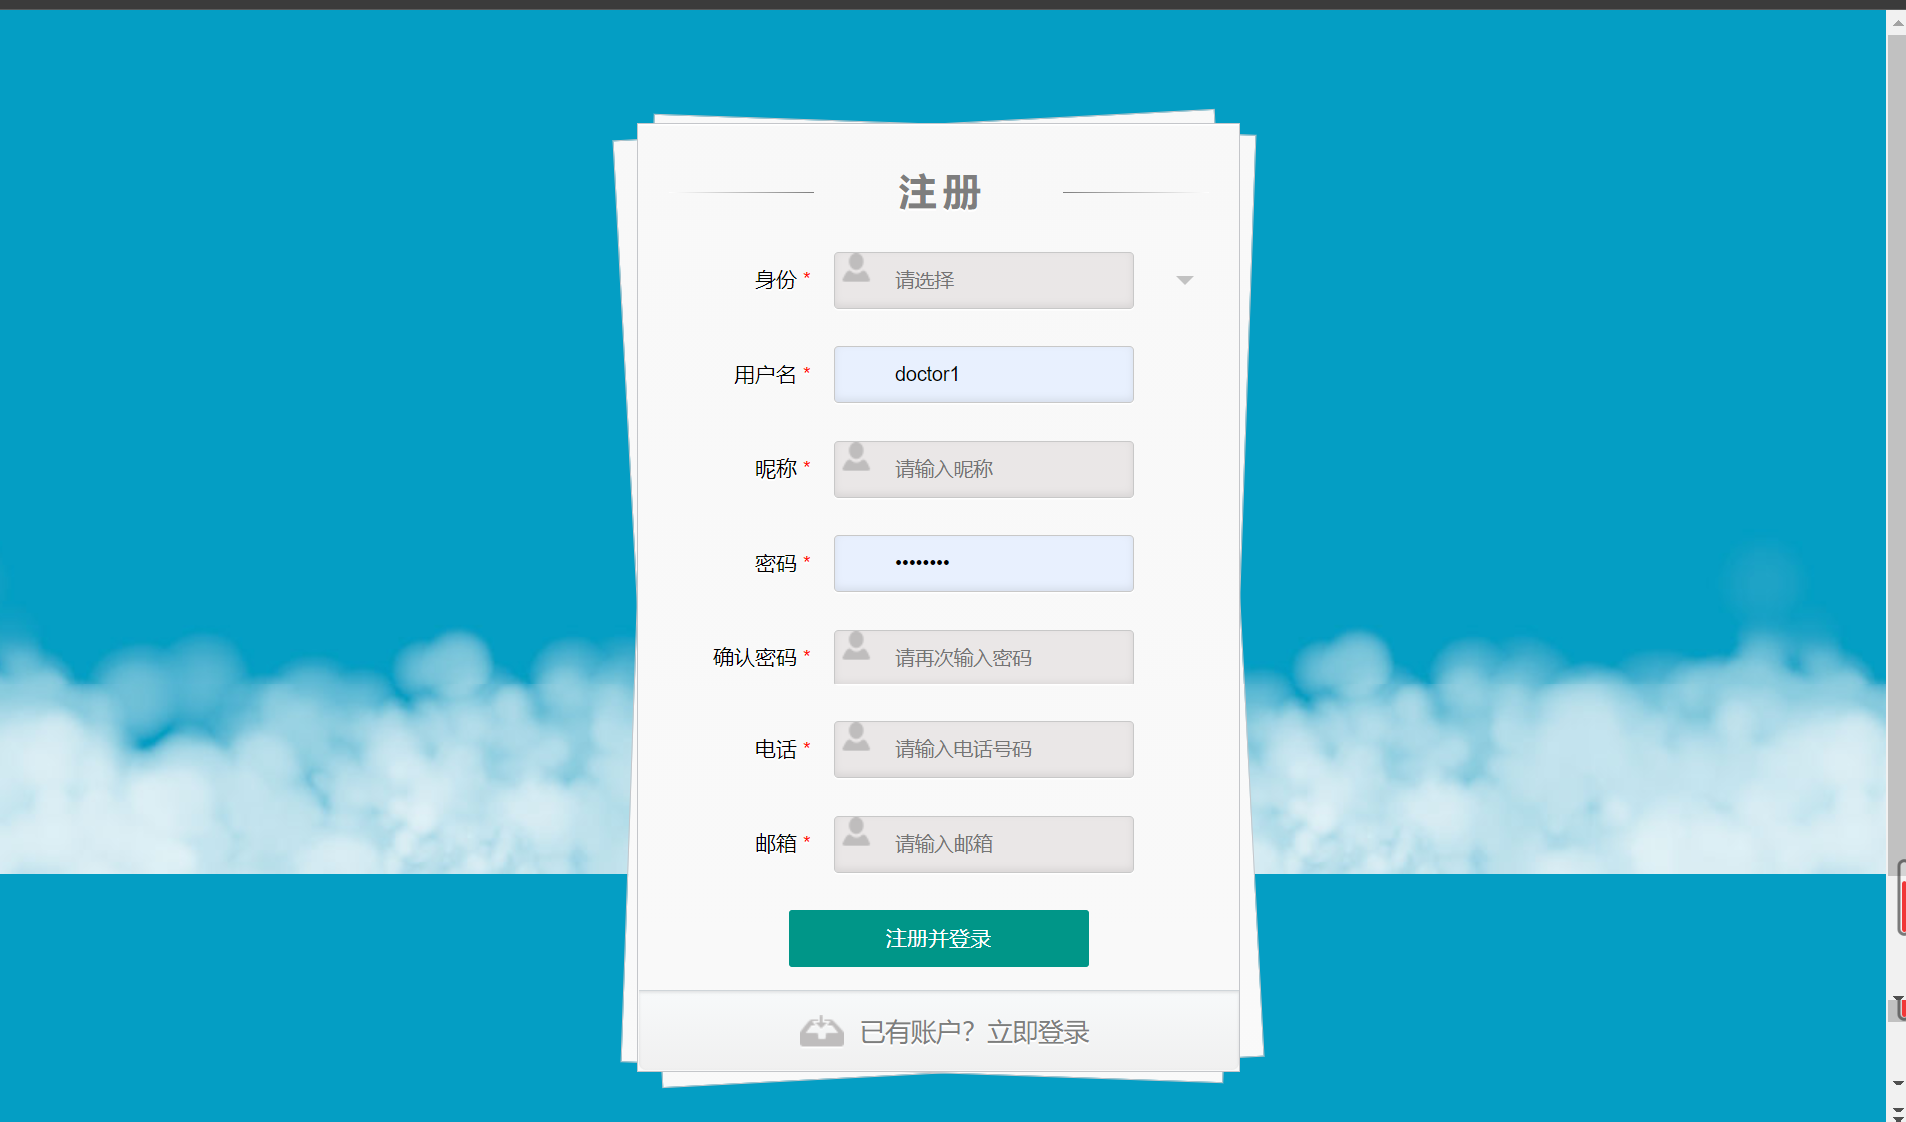 注册
身份 * 请选择
用户名 * doctor1
昵称 * 请输入昵称
密码 * ••••••••
确认密码 * 请再次输入密码
电话 * 请输入电话号码
邮箱 * 请输入邮箱
注册并登录
已有账户？立即登录